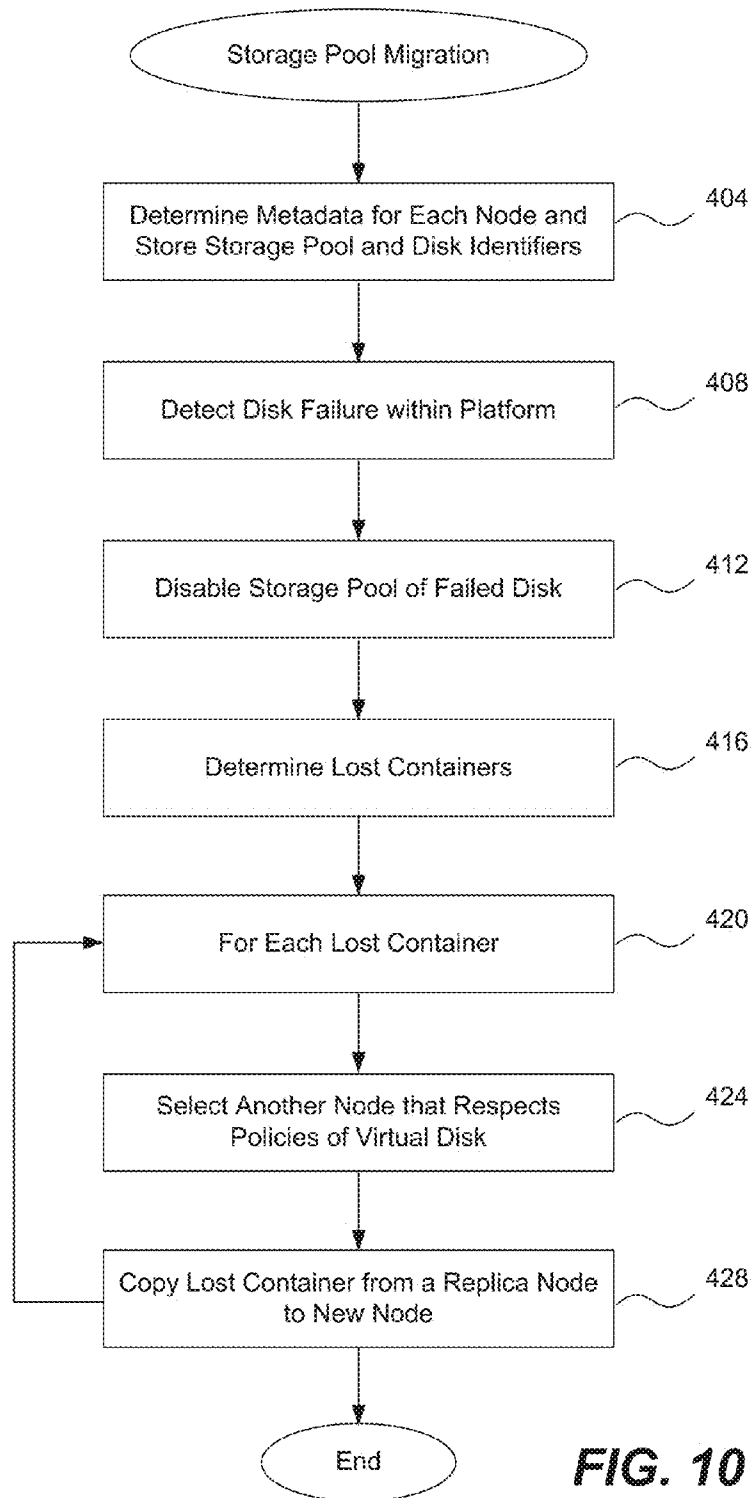 Storage Pool Migration
Determine Metadata for Each Node and
Store Storage Pool and Disk Identifiers
404
Detect Disk Failure within Platform
408
Disable Storage Pool of Failed Disk
412
Determine Lost Containers
416
For Each Lost Container
420
Select Another Node that Respects
Policies of Virtual Disk
424
Copy Lost Container from a Replica Node
to New Node
428
End
FIG. 10